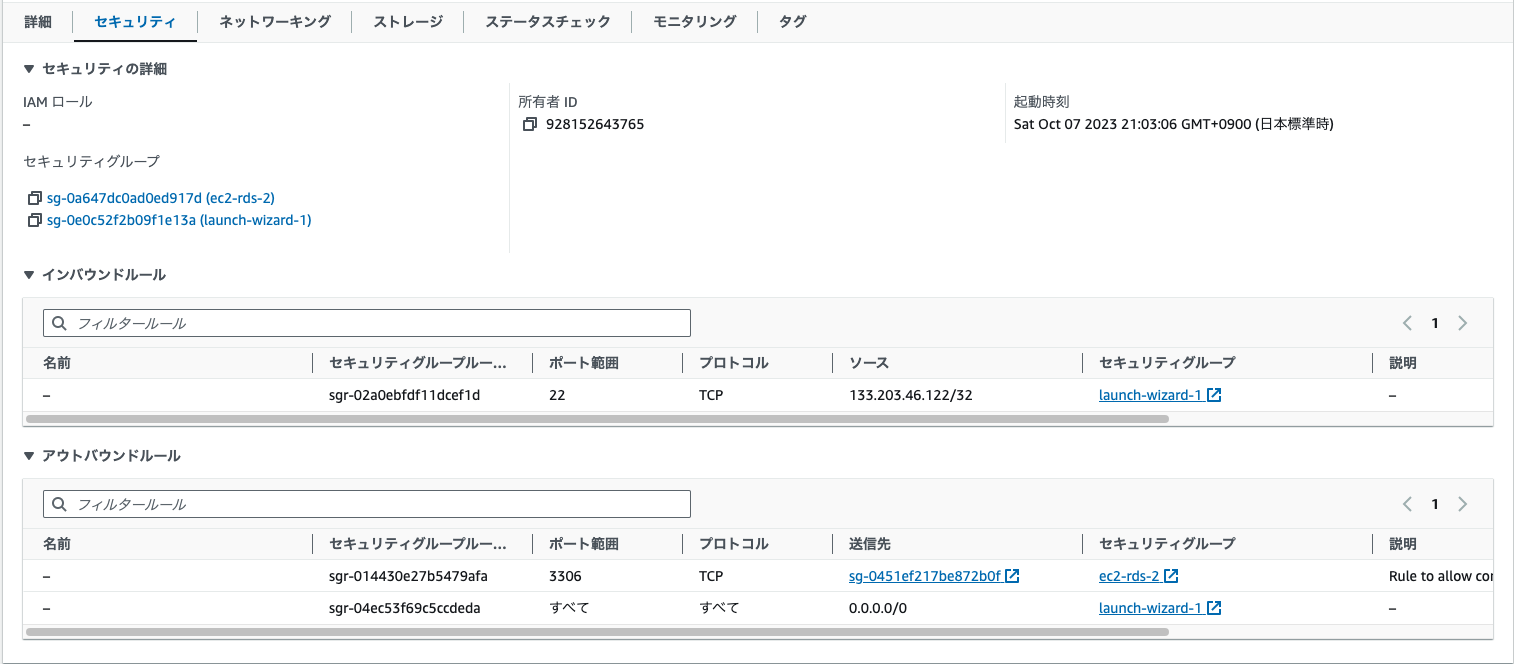 詳細 セキュリティ ネットワーキング ストレージ ステータスチェック モニタリング タグ
▼ セキュリティの詳細
IAM ロール
–
セキュリティグループ
sg-0a647dc0ad0ed917d (ec2-rds-2)
sg-0e0c52f2b09f1e13a (launch-wizard-1)
所有者 ID
928152643765
起動時刻
Sat Oct 07 2023 21:03:06 GMT+0900 (日本標準時)
▼ インバウンドルール
フィルタールール
1
名前 セキュリティグループルー... ポート範囲 プロトコル ソース セキュリティグループ 説明
– sgr-02a0ebfdf11dcef1d 22 TCP 133.203.46.122/32 launch-wizard-1 –
▼ アウトバウンドルール
フィルタールール
1
名前 セキュリティグループルー... ポート範囲 プロトコル 送信先 セキュリティグループ 説明
– sgr-014430e27b5479afa 3306 TCP sg-0451ef217be872b0f ec2-rds-2 Rule to allow
– sgr-04ec53f69c5ccdeda すべて すべて 0.0.0.0/0 launch-wizard-1 –